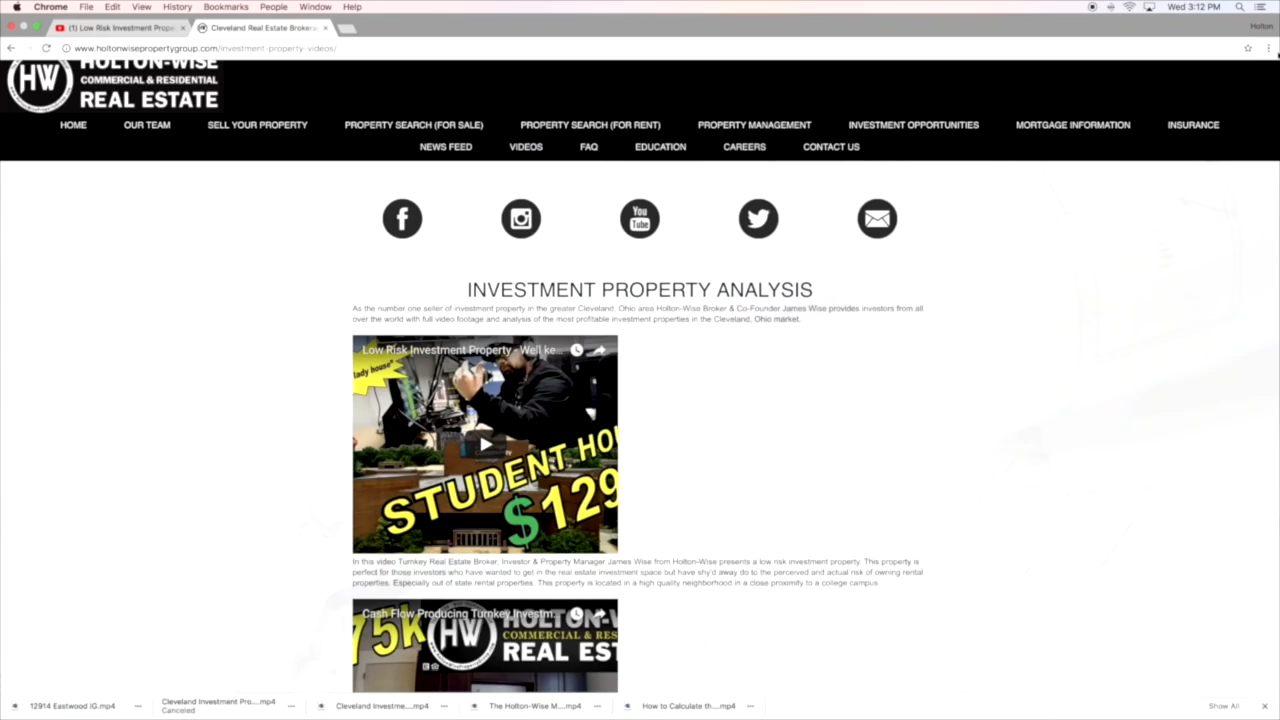 Chrome File Edit View History Bookmarks People Window Help
Wed 3:12 PM
(1) Low Risk Investment Prope
Cleveland Real Estate Brokera
Holton
www.holtonwisepropertygroup.com/investment-property-videos/
HW
HOLTON-WISE
COMMERCIAL & RESIDENTIAL
REAL ESTATE
HOME OUR TEAM SELL YOUR PROPERTY PROPERTY SEARCH (FOR SALE) PROPERTY SEARCH (FOR RENT) PROPERTY MANAGEMENT INVESTMENT OPPORTUNITIES MORTGAGE INFORMATION INSURANCE
NEWS FEED VIDEOS FAQ EDUCATION CAREERS CONTACT US
You
Tube
INVESTMENT PROPERTY ANALYSIS
As the number one seller of investment property in the greater Cleveland, Ohio area Holton-Wise Broker & Co-Founder James Wise provides investors from all
over the world with full video footage and analysis of the most profitable investment properties in the Cleveland, Ohio market.
Low Risk Investment Property - Well ke...
lady house"
STUDENT HOU
$129
In this video Turnkey Real Estate Broker, Investor & Property Manager James Wise from Holton-Wise presents a low risk investment property. This property is
perfect for those investors who have wanted to get in the real estate investment space but have shy'd away do to the perceived and actual risk of owning rental
properties. Especially out of state rental properties. This property is located in a high quality neighborhood in a close proximity to a college campus
Cash Flow Producing Turnkey Investm...
75k
HW
HOLTON-W
COMMERCIAL & RES
REAL EST
12914 Eastwood IG.mp4
Cleveland Investment Pro....mp4
Canceled
Cleveland Investme....mp4
The Holton-Wise M....mp4
How to Calculate th....mp4
Show All